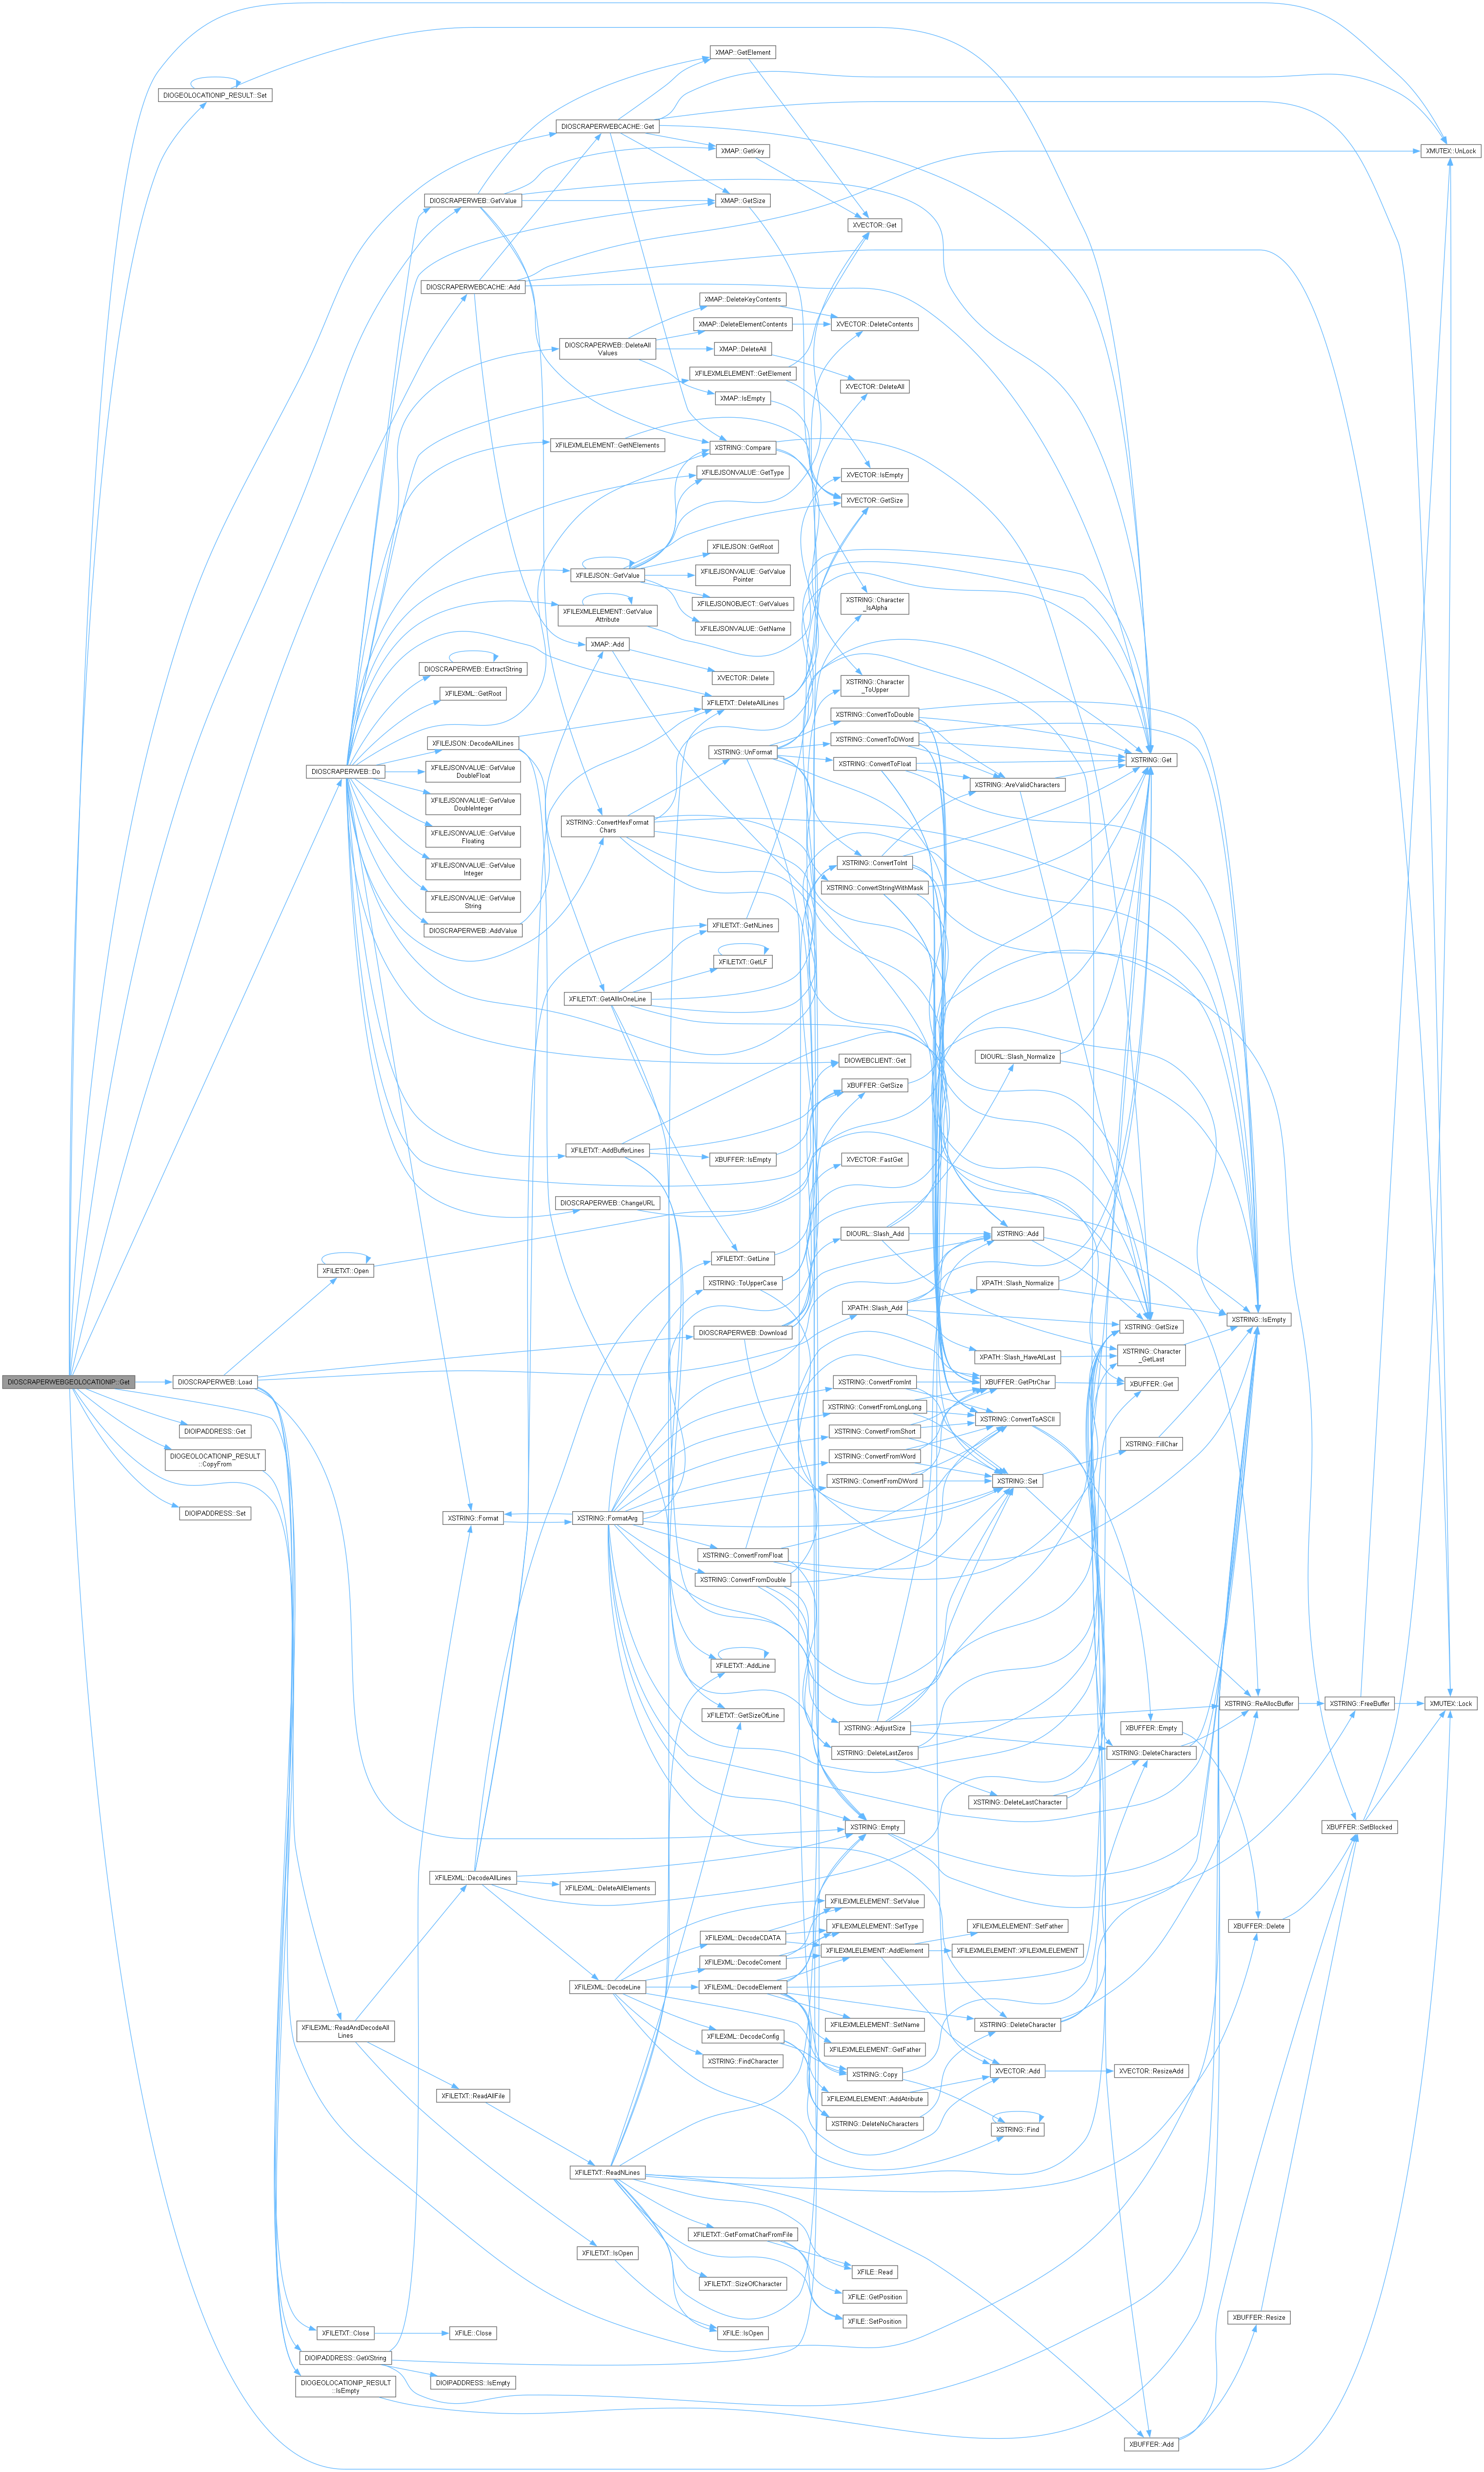 XMAP::GetElement
DIOGEOLOCATIONIP_RESULT::Set
DIOSCRAPERWEBCACHE::Get
XMUTEX::UnLock
XMAP::GetKey
DIOSCRAPERWEB::GetValue
XMAP::GetSize
XVECTOR::Get
DIOSCRAPERWEBCACHE::Add
XMAP::DeleteKeyContents
XMAP::DeleteElementContents
XVECTOR::DeleteContents
DIOSCRAPERWEB::DeleteAll
Values
XMAP::DeleteAll
XFILEXMLELEMENT::GetElement
XVECTOR::DeleteAll
XMAP::IsEmpty
XFILEXMLELEMENT::GetNElements
XSTRING::Compare
XFILEJSONVALUE::GetType
XVECTOR::IsEmpty
XVECTOR::GetSize
XFILEJSON::GetRoot
XFILEJSON::GetValue
XFILEJSONVALUE::GetValue
Pointer
XFILEJSONOBJECT::GetValues
XSTRING::Character
_IsAlpha
XFILEXMLELEMENT::GetValue
Attribute
XFILEJSONVALUE::GetName
XMAP::Add
DIOSCRAPERWEB::ExtractString
XVECTOR::Delete
XSTRING::Character
_ToUpper
XFILEXML::GetRoot
XFILETXT::DeleteAllLines
XSTRING::ConvertToDouble
XFILEJSON::DecodeAllLines
XSTRING::UnFormat
XSTRING::ConvertToDWord
XSTRING::Get
DIOSCRAPERWEB::Do
XFILEJSONVALUE::GetValue
DoubleFloat
XSTRING::ConvertToFloat
XSTRING::AreValidCharacters
XFILEJSONVALUE::GetValue
DoubleInteger
XSTRING::ConvertHexFormat
Chars
XFILEJSONVALUE::GetValue
Floating
XSTRING::ConvertToInt
XFILEJSONVALUE::GetValue
Integer
XSTRING::ConvertStringWithMask
XFILEJSONVALUE::GetValue
String
DIOSCRAPERWEB::AddValue
XFILETXT::GetNLines
XFILETXT::GetLF
XFILETXT::GetAllInOneLine
DIOURL::Slash_Normalize
DIOWEBCLIENT::Get
XBUFFER::GetSize
XFILETXT::AddBufferLines
XBUFFER::IsEmpty
XVECTOR::FastGet
DIOSCRAPERWEB::ChangeURL
DIOURL::Slash_Add
XSTRING::Add
XFILETXT::Open
XFILETXT::GetLine
XSTRING::ToUpperCase
XPATH::Slash_Normalize
XPATH::Slash_Add
XSTRING::IsEmpty
XSTRING::GetSize
DIOSCRAPERWEB::Download
XSTRING::Character
_GetLast
XPATH::Slash_HaveAtLast
DIOSCRAPERWEBGEOLOCATIONIP::Get
DIOSCRAPERWEB::Load
XSTRING::ConvertFromInt
XBUFFER::GetPtrChar
XBUFFER::Get
XSTRING::ConvertFromLongLong
XSTRING::ConvertToASCII
DIOIPADDRESS::Get
XSTRING::ConvertFromShort
XSTRING::FillChar
DIOGEOLOCATIONIP_RESULT
::CopyFrom
XSTRING::ConvertFromWord
XSTRING::ConvertFromDWord
XSTRING::Set
DIOIPADDRESS::Set
XSTRING::Format
XSTRING::FormatArg
XSTRING::ConvertFromFloat
XSTRING::ConvertFromDouble
XFILETXT::AddLine
XSTRING::ReAllocBuffer
XSTRING::FreeBuffer
XMUTEX::Lock
XFILETXT::GetSizeOfLine
XSTRING::AdjustSize
XBUFFER::Empty
XSTRING::DeleteLastZeros
XSTRING::DeleteCharacters
XSTRING::DeleteLastCharacter
XSTRING::Empty
XBUFFER::SetBlocked
XFILEXML::DecodeAllLines
XFILEXML::DeleteAllElements
XFILEXMLELEMENT::SetValue
XFILEXMLELEMENT::SetType
XFILEXMLELEMENT::SetFather
XBUFFER::Delete
XFILEXML::DecodeCDATA
XFILEXMLELEMENT::AddElement
XFILEXMLELEMENT::XFILEXMLELEMENT
XFILEXML::DecodeComent
XFILEXML::DecodeLine
XFILEXML::DecodeElement
XFILEXMLELEMENT::SetName
XSTRING::DeleteCharacter
XFILEXML::ReadAndDecodeAll
Lines
XFILEXML::DecodeConfig
XFILEXMLELEMENT::GetFather
XSTRING::FindCharacter
XSTRING::Copy
XVECTOR::Add
XVECTOR::ResizeAdd
XFILETXT::ReadAllFile
XFILEXMLELEMENT::AddAtribute
XSTRING::DeleteNoCharacters
XSTRING::Find
XFILETXT::ReadNLines
XFILETXT::GetFormatCharFromFile
XFILETXT::IsOpen
XFILE::Read
XFILETXT::SizeOfCharacter
XFILE::GetPosition
XBUFFER::Resize
XFILE::SetPosition
XFILETXT::Close
XFILE::Close
XFILE::IsOpen
DIOIPADDRESS::GetXString
DIOIPADDRESS::IsEmpty
DIOGEOLOCATIONIP_RESULT
::IsEmpty
XBUFFER::Add